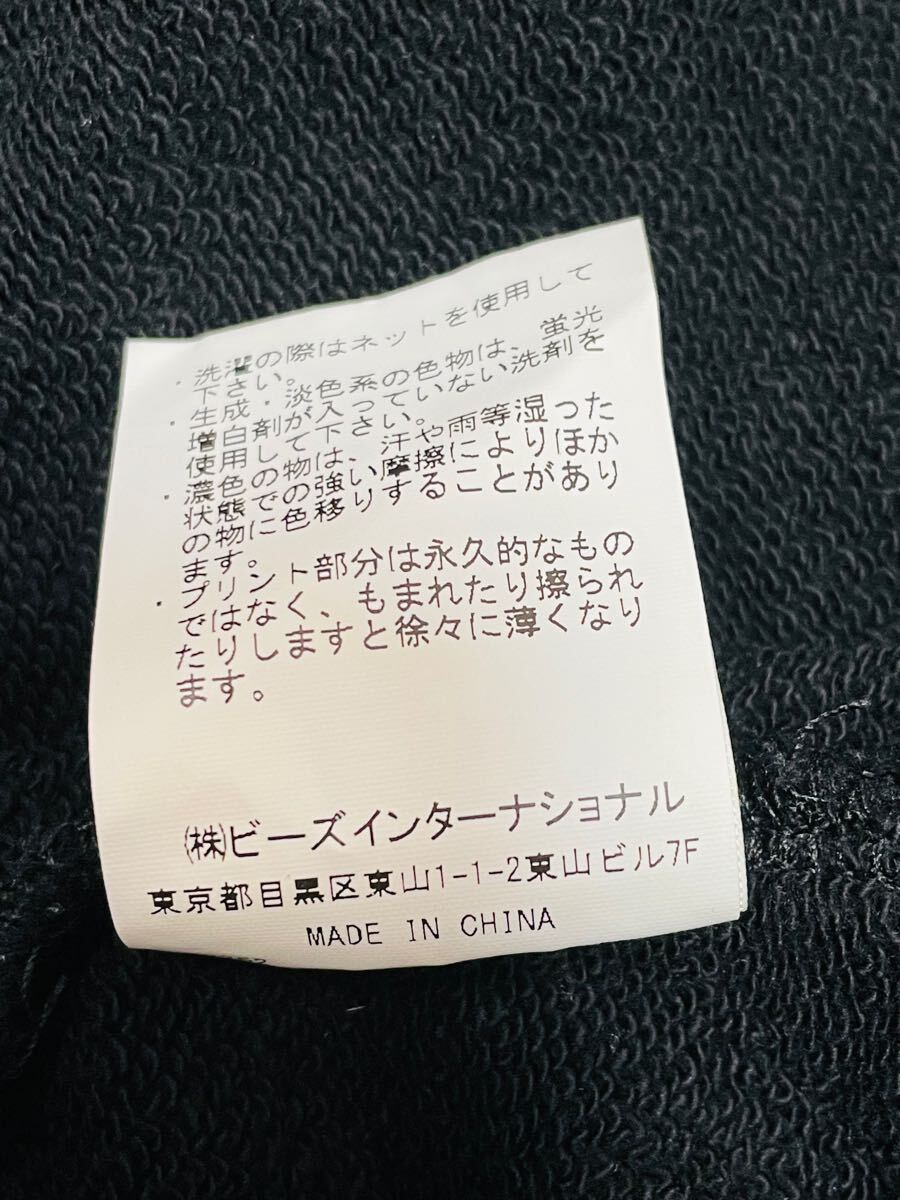 ・洗濯の際はネットを使用して
下さい。
・生成・淡色系の色物は、蛍光
増白剤が入っていない洗剤を
使用して下さい。
・濃色の物は、汗や雨等湿った
状態での強い摩擦によりほか
の物に色移りすることがあり
ます。
・プリント部分は永久的なもの
ではなく、もまれたり擦られ
たりしますと徐々に薄くなり
ます。
㈱ビーズインターナショナル
東京都目黒区東山1-1-2東山ビル7F
MADE IN CHINA